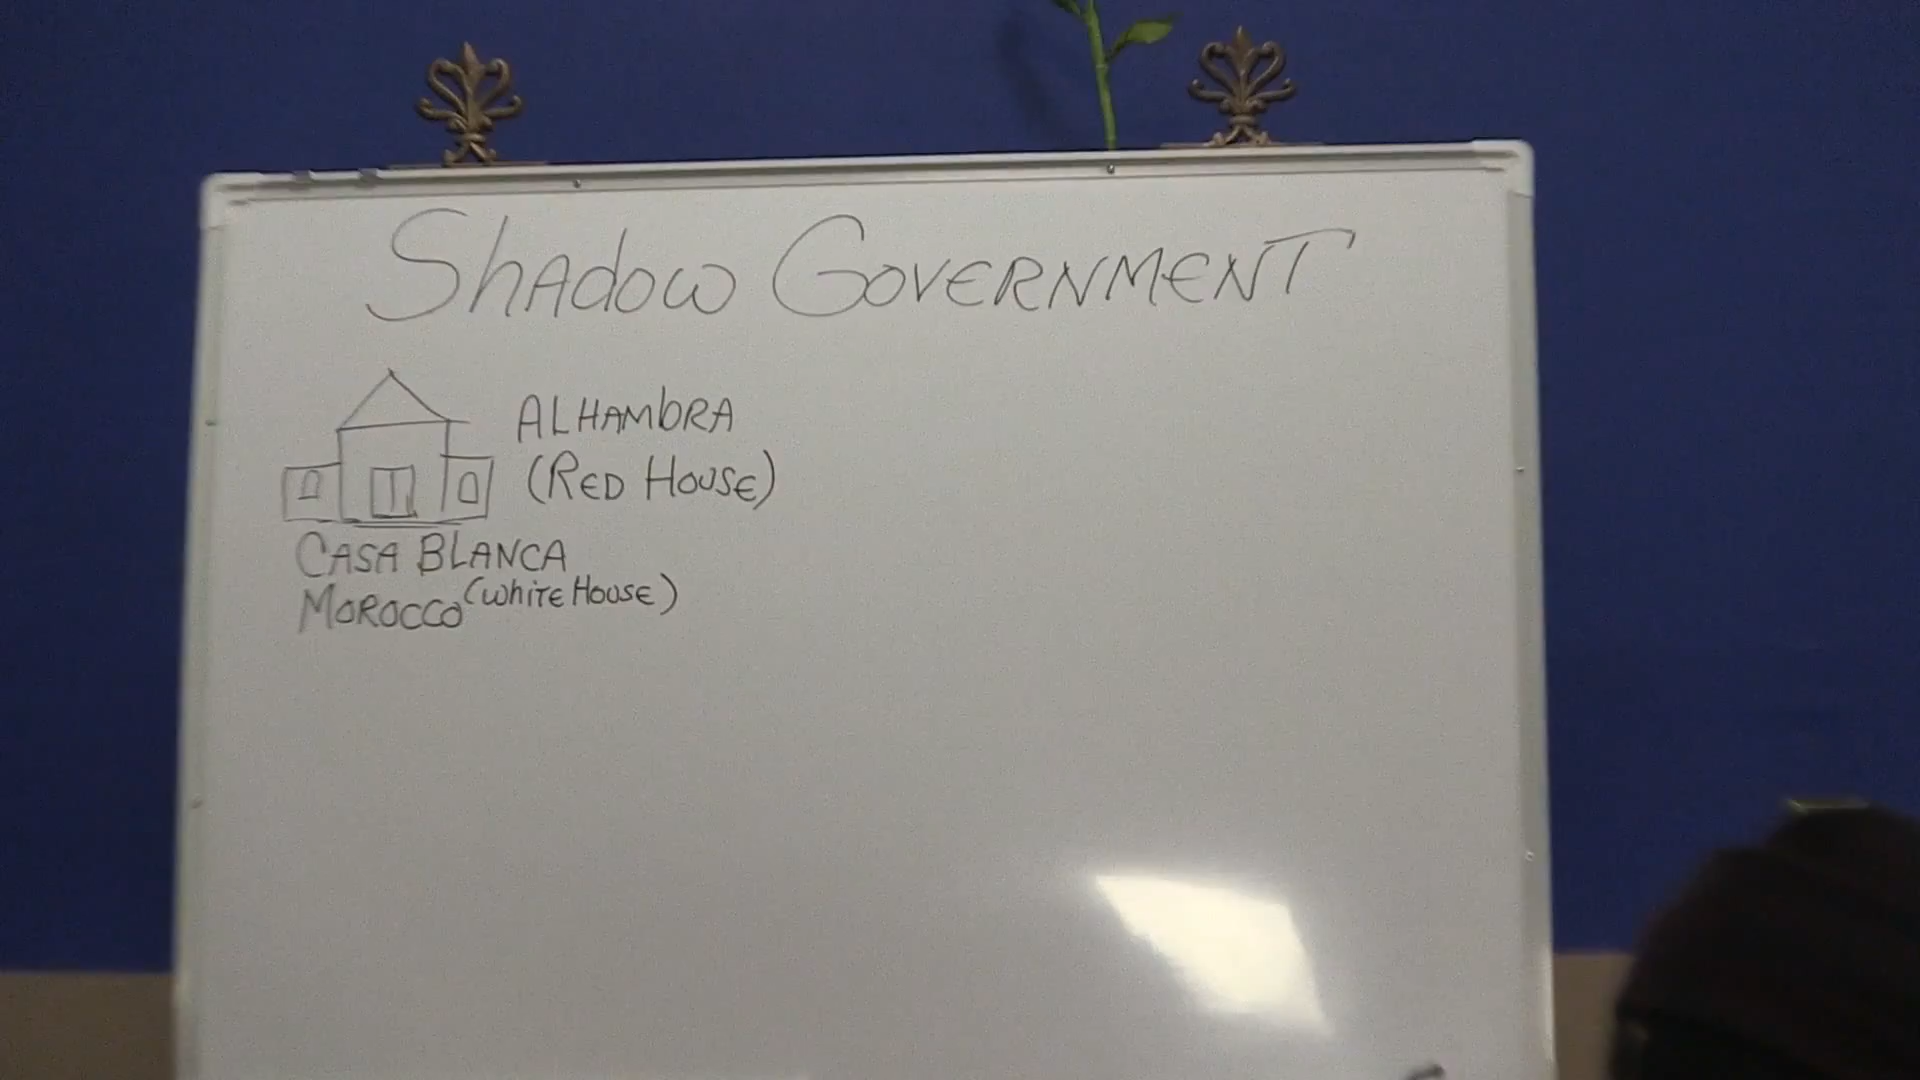 Shadow Government
Alhambra
(Red House)
Casa Blanca
Morocco (White House)